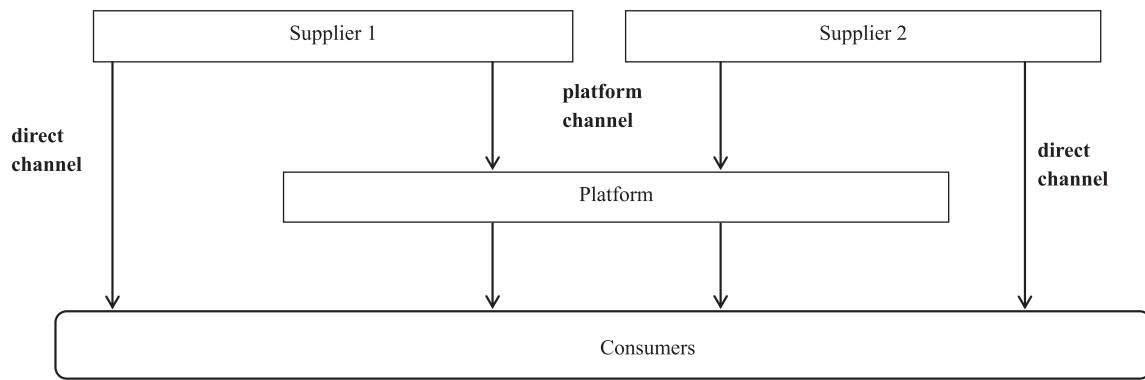 Supplier 1
Supplier 2
platform
channel
direct
channel
direct
channel
Platform
Consumers